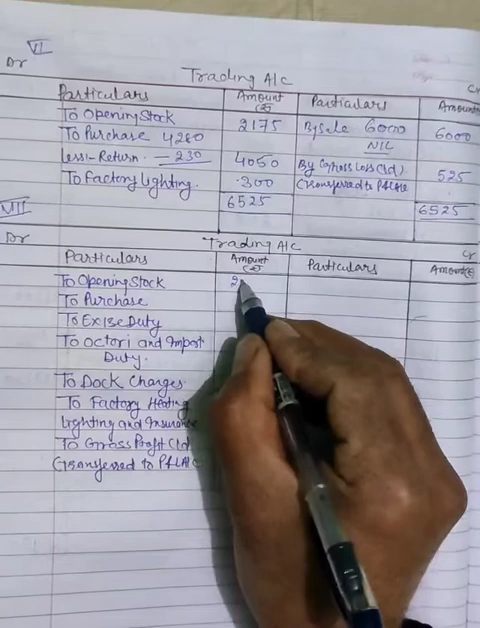 VI
Dr Trading A/C Cr
Particulars Amount (₹) Particulars Amount
To Opening Stock 2175 By Sale 6000 6000
To Purchase 4280 NIL
Less:- Return. — 230 4050 By Gross Loss C/d 525
To Factory Lighting. 300 (Transferred to P&L A/C
6525 6525
VII
Dr Trading A/C Cr
Particulars Amount (₹) Particulars Amount(₹)
To Opening Stock 2
To Purchase
To Excise Duty
To Octori and Import
Duty.
To Dock Charges
To Factory Heating
Lighting and Insurance
To Gross Profit C/d
(Transferred to P&L A/C